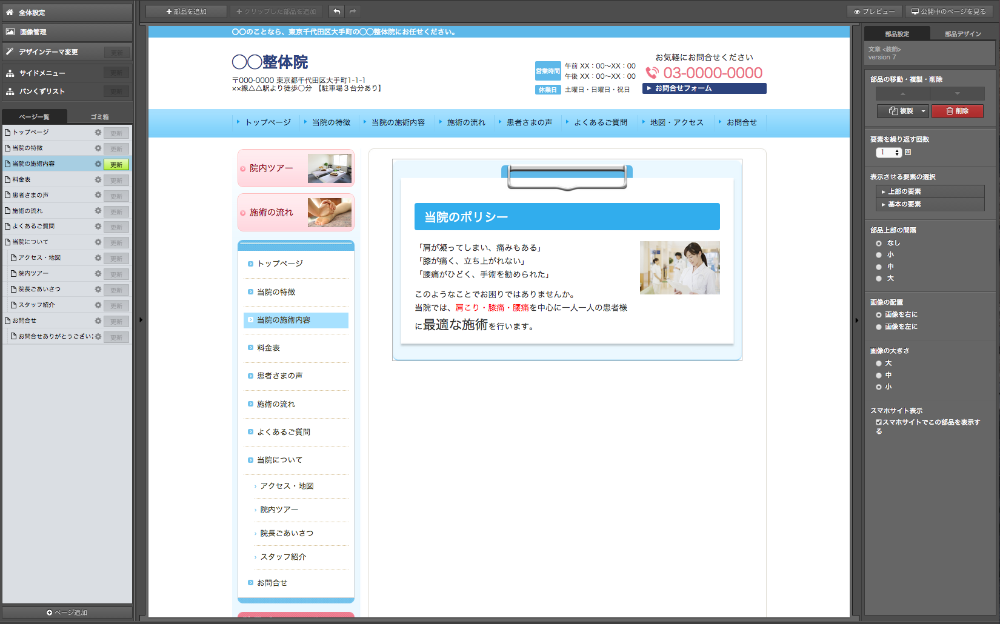 全体設定
画像管理
デザインテーマ変更 更新
サイドメニュー 更新
パンくずリスト 更新
ページ一覧 ゴミ箱
トップページ 更新
当院の特徴 更新
当院の施術内容 更新
料金表 更新
患者さまの声 更新
施術の流れ 更新
よくあるご質問 更新
当院について 更新
アクセス・地図 更新
院内ツアー 更新
院長ごあいさつ 更新
スタッフ紹介 更新
お問合せ 更新
お問合せありがとうござい 更新
ページ追加
部品を追加 クリップした部品を追加 プレビュー 公開中のページを見る
〇〇のことなら、東京千代田区大手町の〇〇整体院にお任せください。
〇〇整体院
〒000-0000 東京都千代田区大手町1-1-1
××線△△駅より徒歩〇分 【駐車場３台分あり】
営業時間 午前 XX：00〜XX：00
午後 XX：00〜XX：00
休業日 土曜日・日曜日・祝日
お気軽にお問合せください
03-0000-0000
お問合せフォーム
トップページ 当院の特徴 当院の施術内容 施術の流れ 患者さまの声 よくあるご質問 地図・アクセス お問合せ
院内ツアー
施術の流れ
トップページ
当院の特徴
当院の施術内容
料金表
患者さまの声
施術の流れ
よくあるご質問
当院について
アクセス・地図
院内ツアー
院長ごあいさつ
スタッフ紹介
お問合せ
当院のポリシー
「肩が凝ってしまい、痛みもある」
「膝が痛く、立ち上がれない」
「腰痛がひどく、手術を勧められた」
このようなことでお困りではありませんか。
当院では、肩こり・膝痛・腰痛を中心に一人一人の患者様
に最適な施術を行います。
部品設定 部品デザイン
文章 <装飾>
version 7
部品の移動・複製・削除
複製 削除
要素を繰り返す回数
1 回
表示させる要素の選択
上部の要素
基本の要素
部品上部の間隔
なし
小
中
大
画像の配置
画像を右に
画像を左に
画像の大きさ
大
中
小
スマホサイト表示
スマホサイトでこの部品を表示す
る